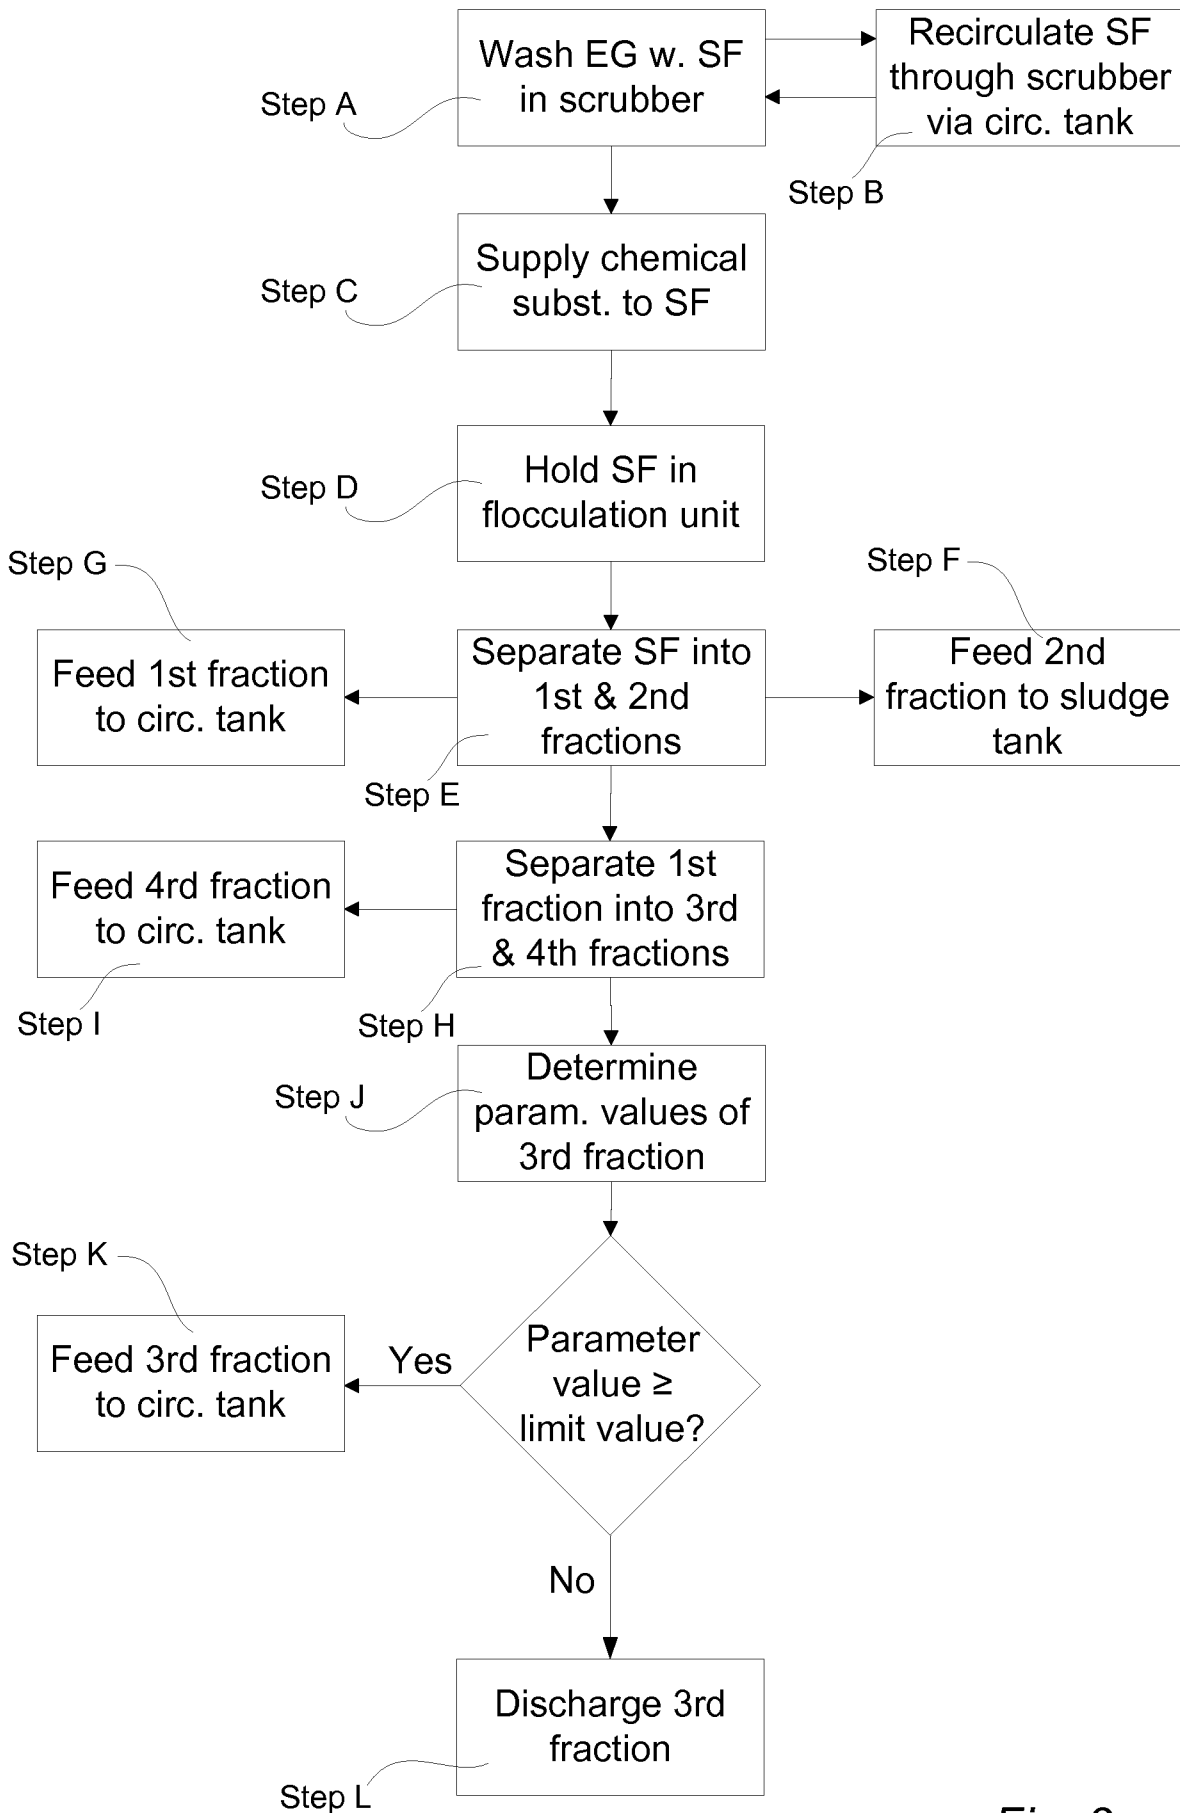 Wash EG w. SF
in scrubber
Recirculate SF
through scrubber
via circ. tank
Step A
Step B
Supply chemical
subst. to SF
Step C
Hold SF in
flocculation unit
Step D
Step G
Step F
Feed 1st fraction
to circ. tank
Separate SF into
1st & 2nd
fractions
Feed 2nd
fraction to sludge
tank
Step E
Feed 4rd fraction
to circ. tank
Separate 1st
fraction into 3rd
& 4th fractions
Step I
Step H
Determine
param. values of
3rd fraction
Step J
Step K
Feed 3rd fraction
to circ. tank
Yes
Parameter
value ≥
limit value?
No
Discharge 3rd
fraction
Step L